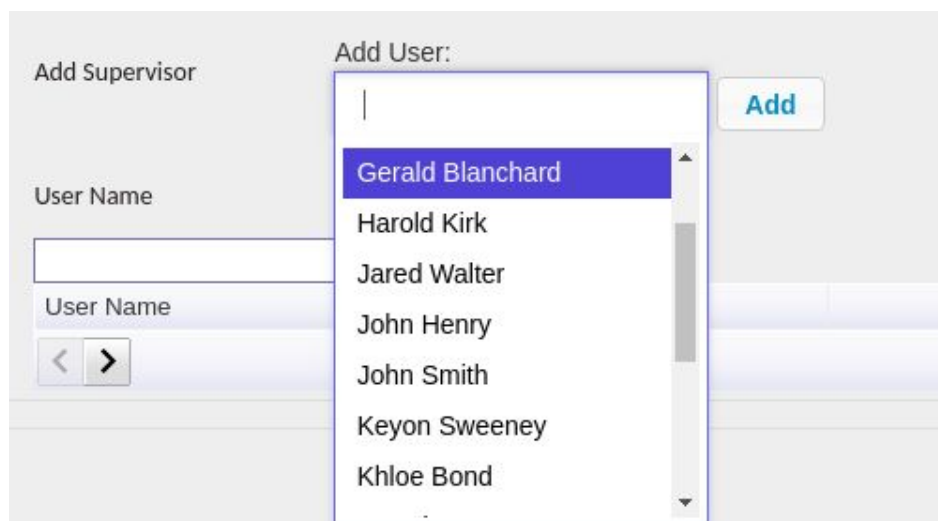 Add User:
Add Supervisor
Add
Gerald Blanchard
User Name
Harold Kirk
Jared Walter
User Name
John Henry
John Smith
Keyon Sweeney
Khloe Bond